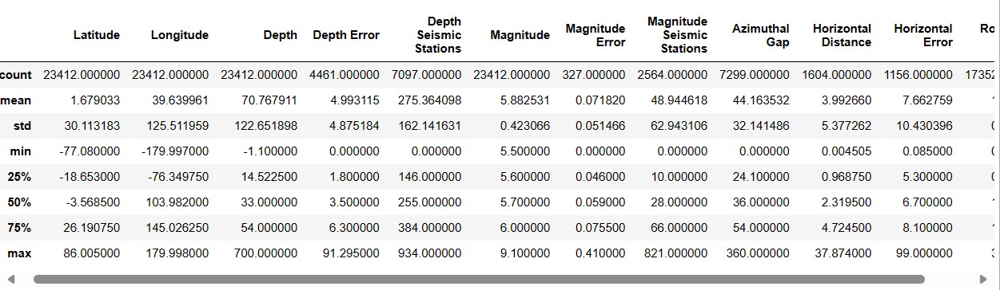 Latitude Longitude Depth Depth Error Depth Seismic Stations Magnitude Magnitude Error Magnitude Seismic Stations Azimuthal Gap Horizontal Distance Horizontal Error Ro
count 23412.000000 23412.000000 23412.000000 4461.000000 7097.000000 23412.000000 327.000000 2564.000000 7299.000000 1604.000000 1156.000000 17352
mean 1.679033 39.639961 70.767911 4.993115 275.364098 5.882531 0.071820 48.944618 44.163532 3.992660 7.662759
std 30.113183 125.511959 122.651898 4.875184 162.141631 0.423066 0.051466 62.943106 32.141486 5.377262 10.430396
min -77.080000 -179.997000 -1.100000 0.000000 0.000000 5.500000 0.000000 0.000000 0.000000 0.004505 0.085000
25% -18.653000 -76.349750 14.522500 1.800000 146.000000 5.600000 0.046000 10.000000 24.100000 0.968750 5.300000
50% -3.568500 103.982000 33.000000 3.500000 255.000000 5.700000 0.059000 28.000000 36.000000 2.319500 6.700000
75% 26.190750 145.026250 54.000000 6.300000 384.000000 6.000000 0.075500 66.000000 54.000000 4.724500 8.100000
max 86.005000 179.998000 700.000000 91.295000 934.000000 9.100000 0.410000 821.000000 360.000000 37.874000 99.000000